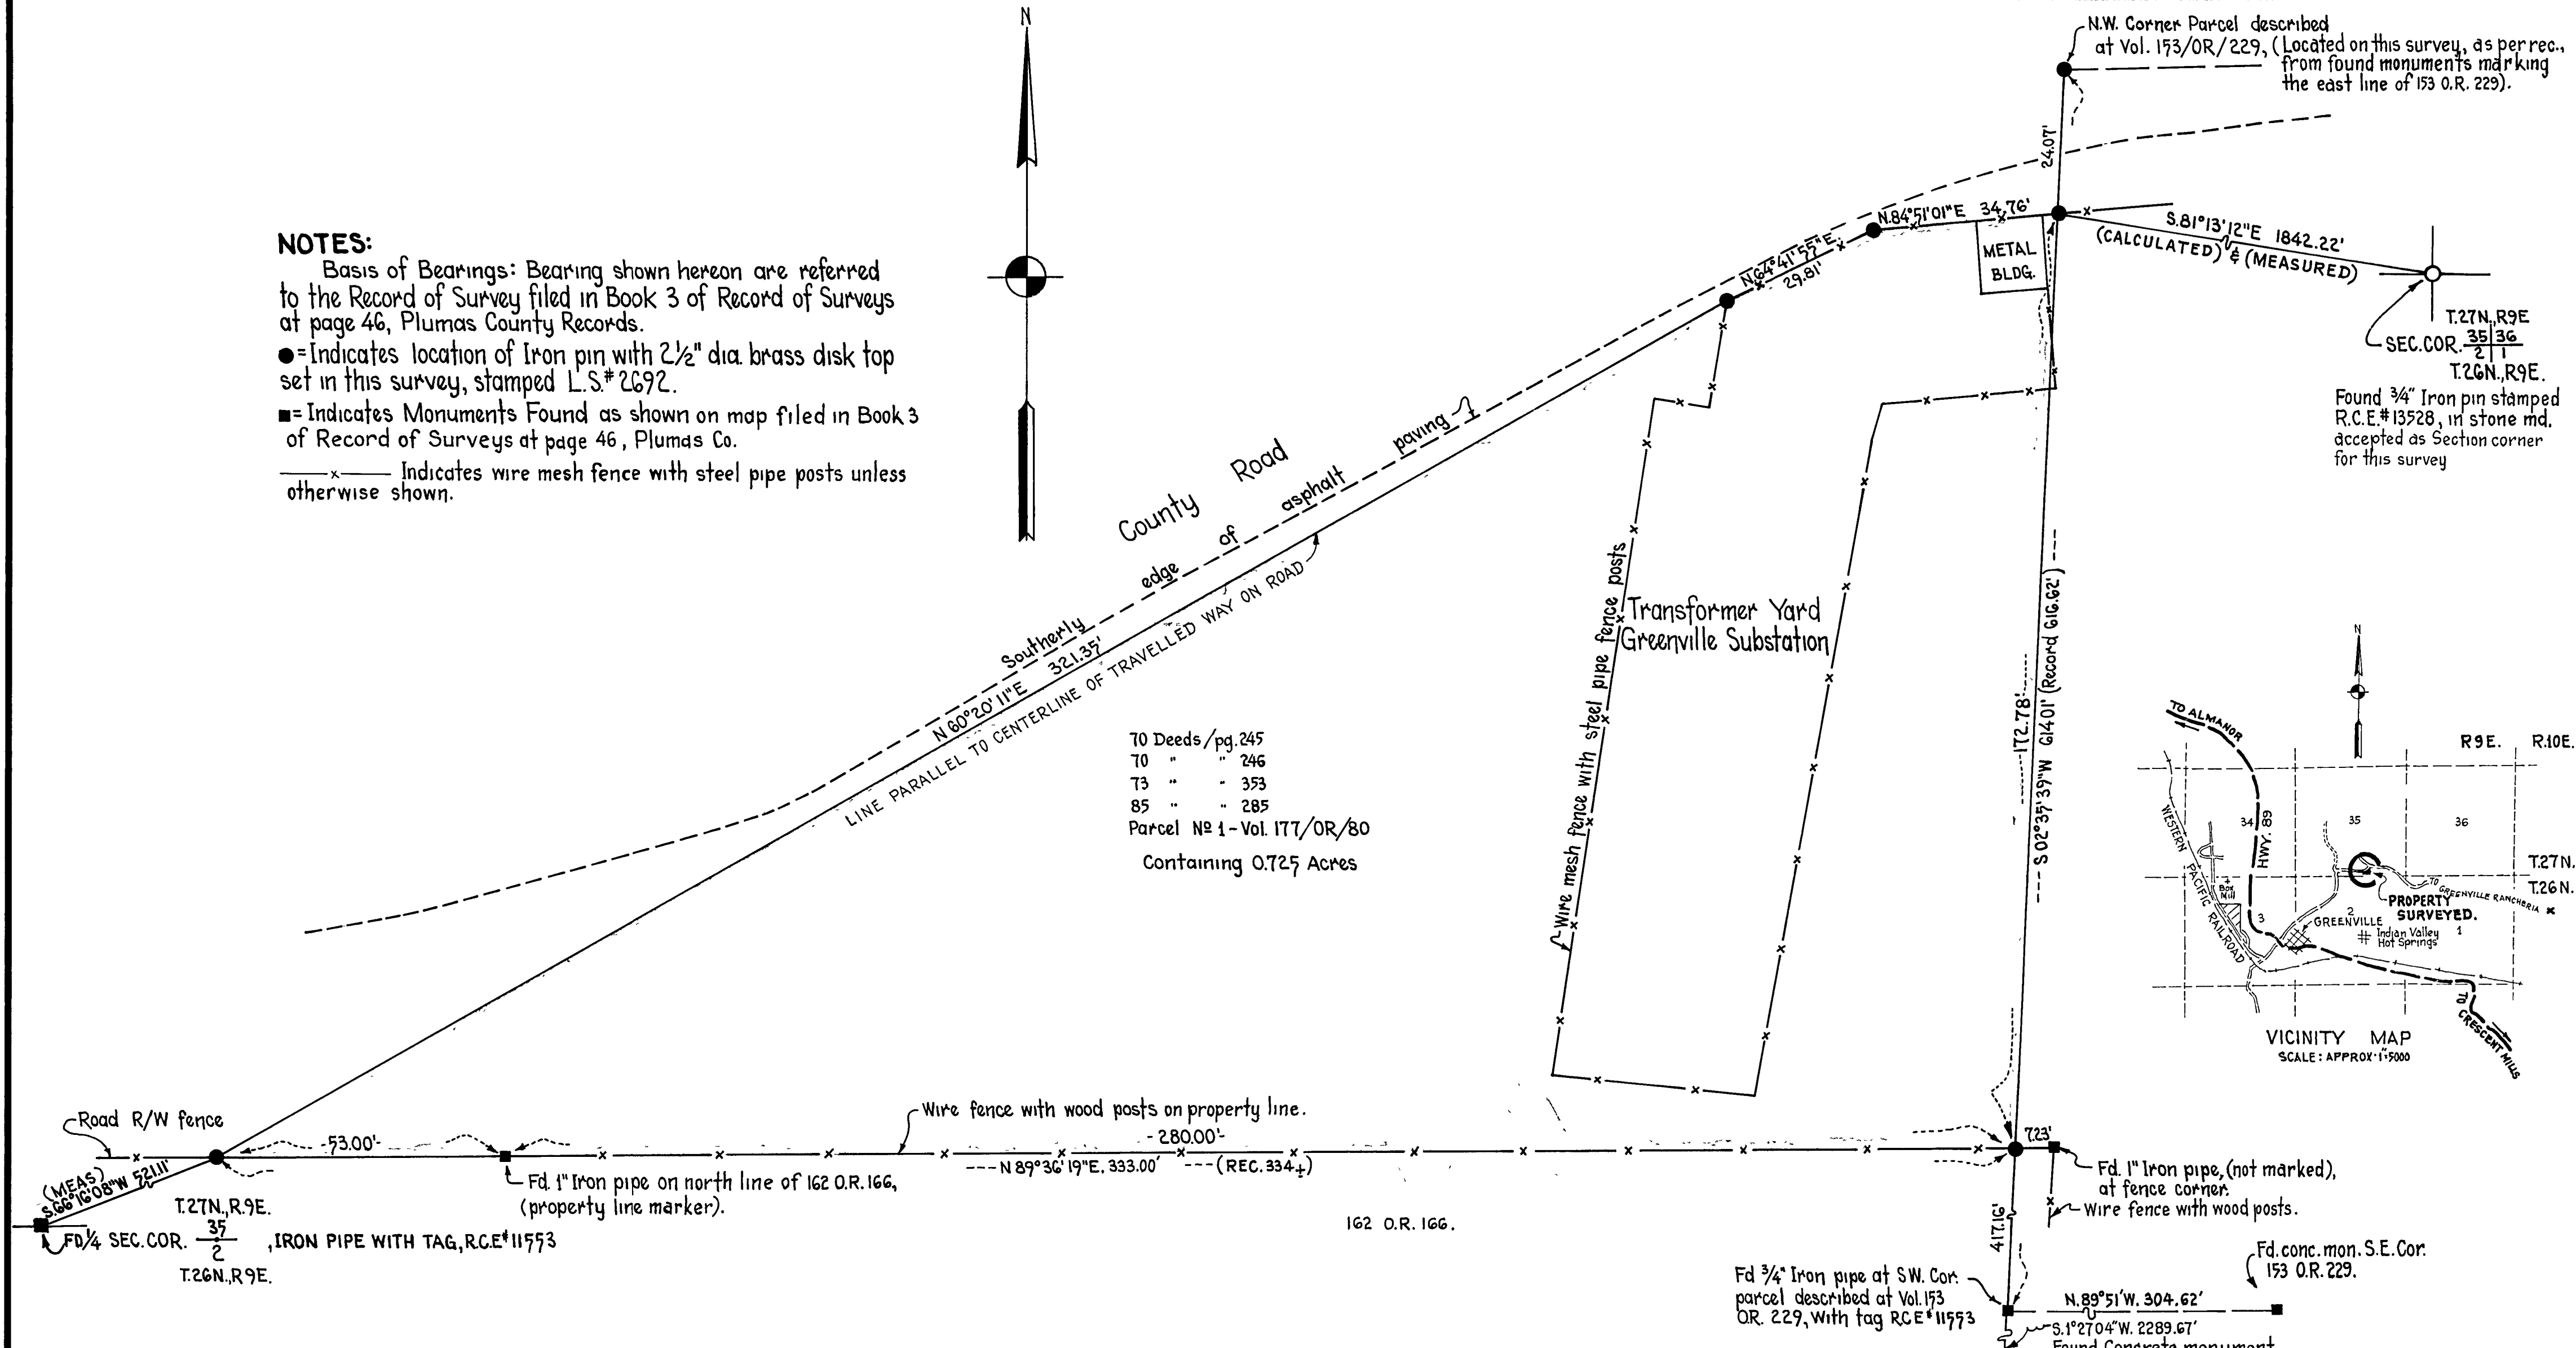 N
N.W. Corner Parcel described
at Vol. 153/OR/229, (Located on this survey, as per rec.,
from found monuments marking
the east line of 153 O.R. 229).
24.07'
N.84°51'01"E 34.76'
N.64°41'55"E.
29.81'
METAL
BLDG.
S.81°13'12"E 1842.22'
(CALCULATED) & (MEASURED)
T.27N.,R9E
SEC.COR. 35|36
2|1
T.26N.,R9E.
Found 3/4" Iron pin stamped
R.C.E.#13528, in stone md.
accepted as Section corner
for this survey
NOTES:
Basis of Bearings: Bearing shown hereon are referred
to the Record of Survey filed in Book 3 of Record of Surveys
at page 46, Plumas County Records.
●=Indicates location of Iron pin with 2½" dia. brass disk top
set in this survey, stamped L.S.#2692.
■= Indicates Monuments Found as shown on map filed in Book 3
of Record of Surveys at page 46, Plumas Co.
—x— Indicates wire mesh fence with steel pipe posts unless
otherwise shown.
County Road
Southerly edge of asphalt paving
N 60°20'11"E 321.35'
LINE PARALLEL TO CENTERLINE OF TRAVELLED WAY ON ROAD
Wire mesh fence with steel pipe fence posts
Transformer Yard
Greenville Substation
172.78'
S 02°35'39"W 614.01' (Record 616.62')
70 Deeds/pg.245
70 " " 246
73 " " 353
85 " " 285
Parcel Nº 1-Vol. 177/OR/80
Containing 0.725 Acres
N
TO ALMANOR
R9E. R.10E.
WESTERN PACIFIC RAILROAD
34
HWY. 89
35
36
T.27N.
T.26N.
Box
Mill
TO GREENVILLE RANCHERIA
PROPERTY
SURVEYED.
3
2
1
GREENVILLE
Indian Valley
Hot Springs
TO
CRESCENT MILLS
VICINITY MAP
SCALE: APPROX. 1"=5000
Road R/W fence
-53.00'-
Wire fence with wood posts on property line.
-280.00'-
---N 89°36'19"E. 333.00' ---(REC. 334±)
7.23'
(MEAS)
S.66°16'08"W 521.11'
Fd. 1" Iron pipe on north line of 162 O.R. 166,
(property line marker).
T.27N.,R9E.
FD 1/4 SEC.COR. 35
2
, IRON PIPE WITH TAG, R.C.E#11553
T.26N.,R9E.
162 O.R. 166.
Fd. 1" Iron pipe, (not marked),
at fence corner.
Wire fence with wood posts.
417.16'
Fd 3/4" Iron pipe at SW. Cor.
parcel described at Vol. 153
OR. 229, With tag RCE#11553
Fd. conc. mon. S.E. Cor.
153 O.R. 229.
N.89°51'W. 304.62'
S.1°27'04"W. 2289.67'
Found Concrete monument